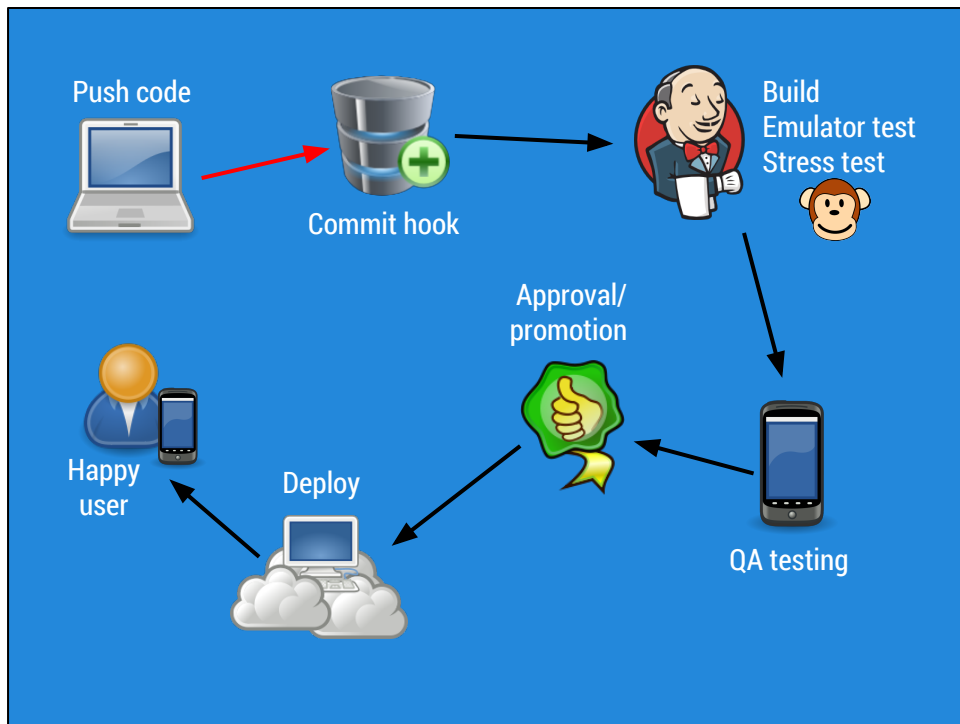 Push code
Commit hook
Build
Emulator test
Stress test
Approval/
promotion
QA testing
Deploy
Happy
user